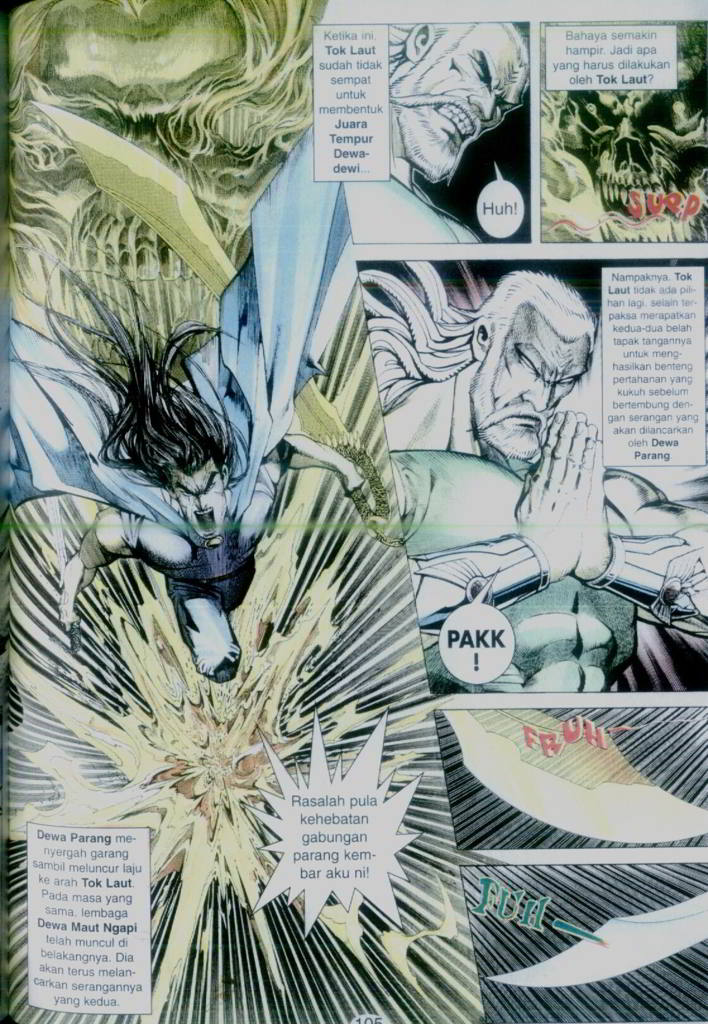 Ketika ini,
Tok Laut
sudah tidak
sempat
untuk
membentuk
Juara
Tempur
Dewa-
dewi...
Huh!
Bahaya semakin
hampir. Jadi apa
yang harus dilakukan
oleh Tok Laut?
SURP
Nampaknya, Tok
Laut tidak ada pili-
han lagi, selain ter-
paksa merapatkan
kedua-dua belah
tapak tangannya
untuk meng-
hasilkan benteng
pertahanan yang
kukuh sebelum
bertembung den-
gan serangan yang
akan dilancarkan
oleh Dewa
Parang.
PAKK
!
FRUH
Rasalah pula
kehebatan
gabungan
parang kem-
bar aku ni!
Dewa Parang me-
nyergah garang
sambil meluncur laju
ke arah Tok Laut.
Pada masa yang
sama, lembaga
Dewa Maut Ngapi
telah muncul di
belakangnya. Dia
akan terus melan-
carkan serangannya
yang kedua.
FUH
105